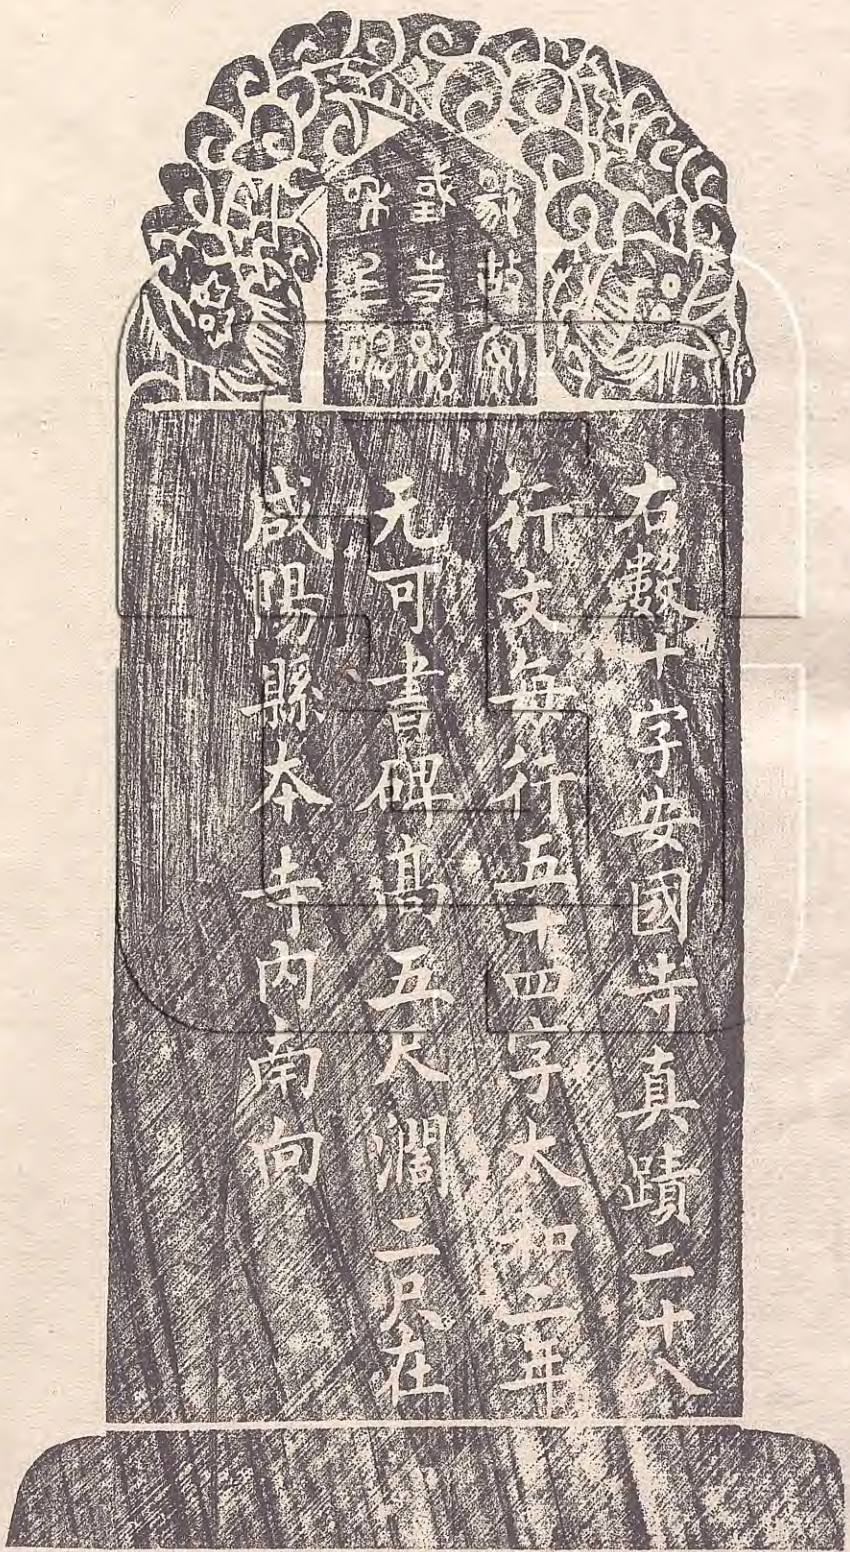 右數十字安國寺真蹟二十八
行文每行五十四字太和二年
无可書碑高五尺濶二尺在
咸陽縣本寺内南向